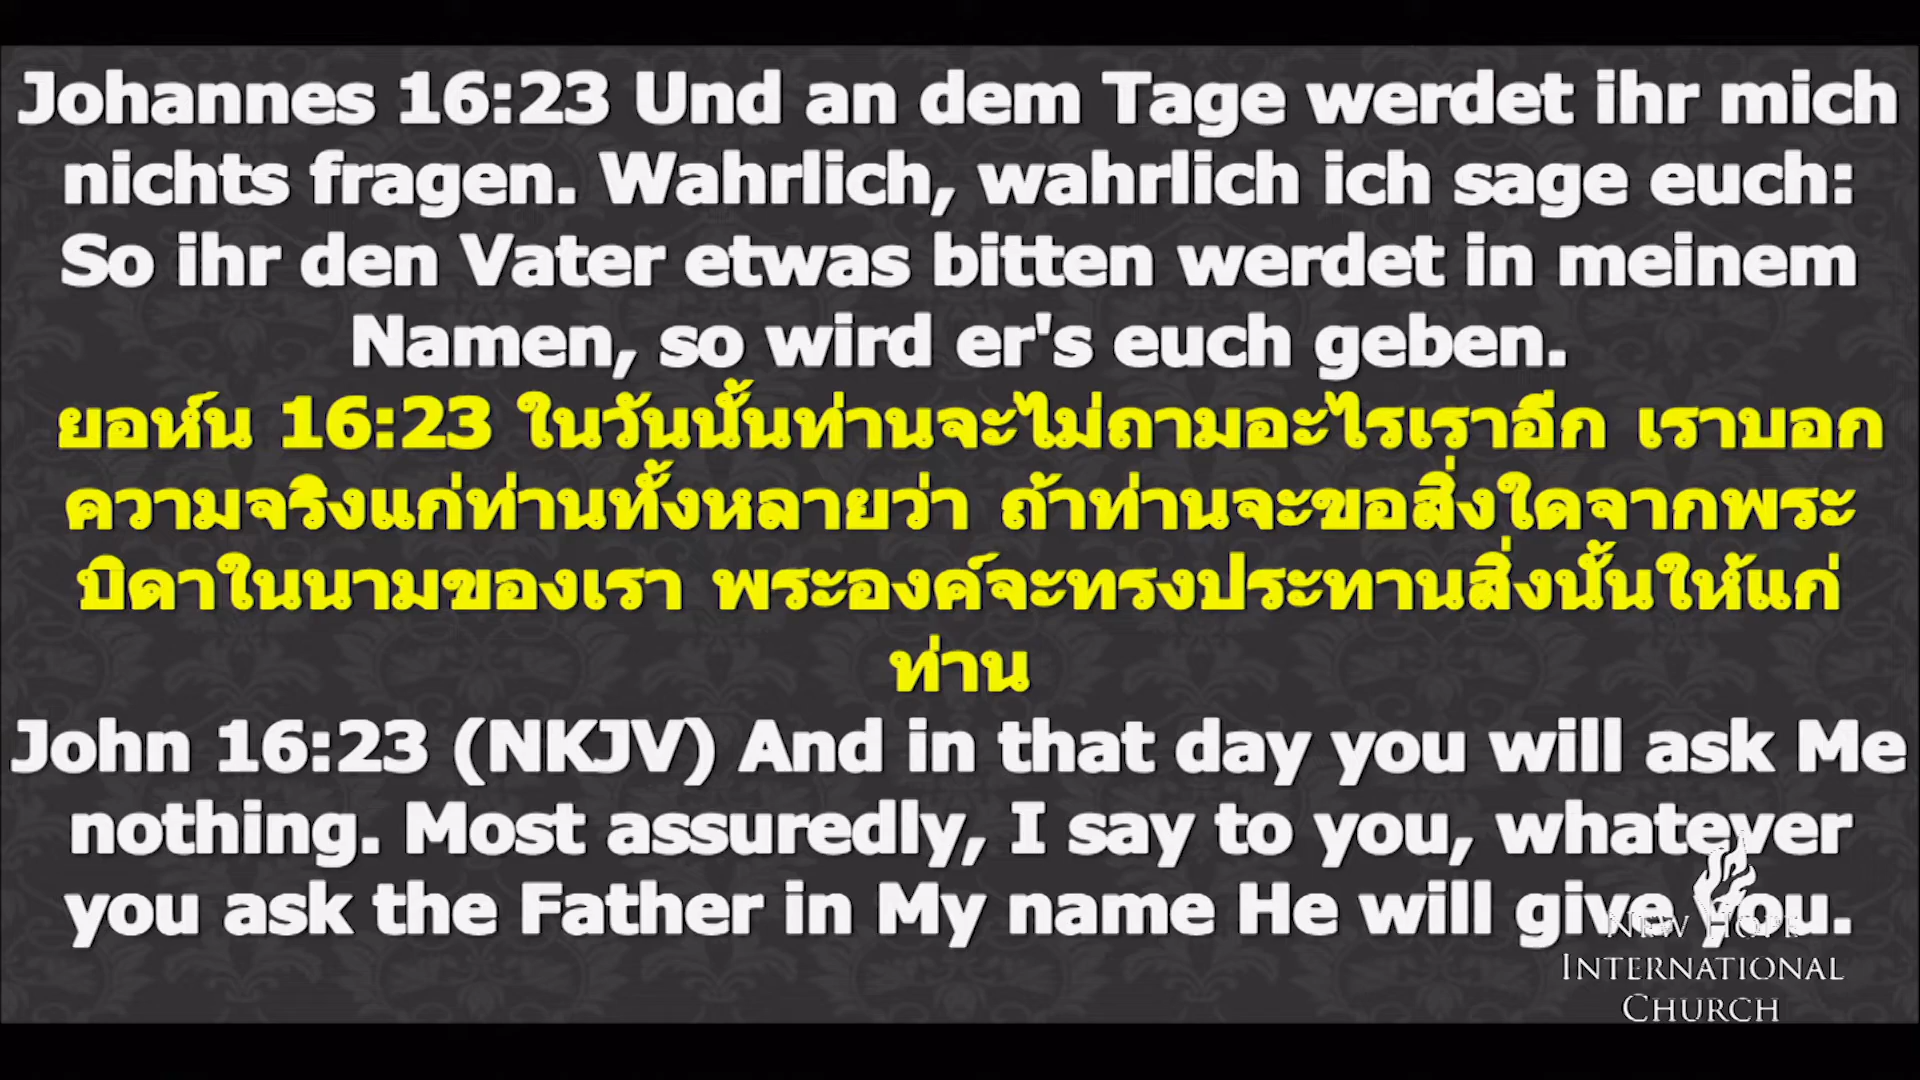 Johannes 16:23 Und an dem Tage werdet ihr mich
nichts fragen. Wahrlich, wahrlich ich sage euch:
So ihr den Vater etwas bitten werdet in meinem
Namen, so wird er's euch geben.
ยอห์น 16:23 ในวันนั้นท่านจะไม่ถามอะไรเราอีก เราบอก
ความจริงแก่ท่านทั้งหลายว่า ถ้าท่านจะขอสิ่งใดจากพระ
บิดาในนามของเรา พระองค์จะทรงประทานสิ่งนั้นให้แก่
ท่าน
John 16:23 (NKJV) And in that day you will ask Me
nothing. Most assuredly, I say to you, whatever
you ask the Father in My name He will give you.
NEW HOPE
INTERNATIONAL
CHURCH